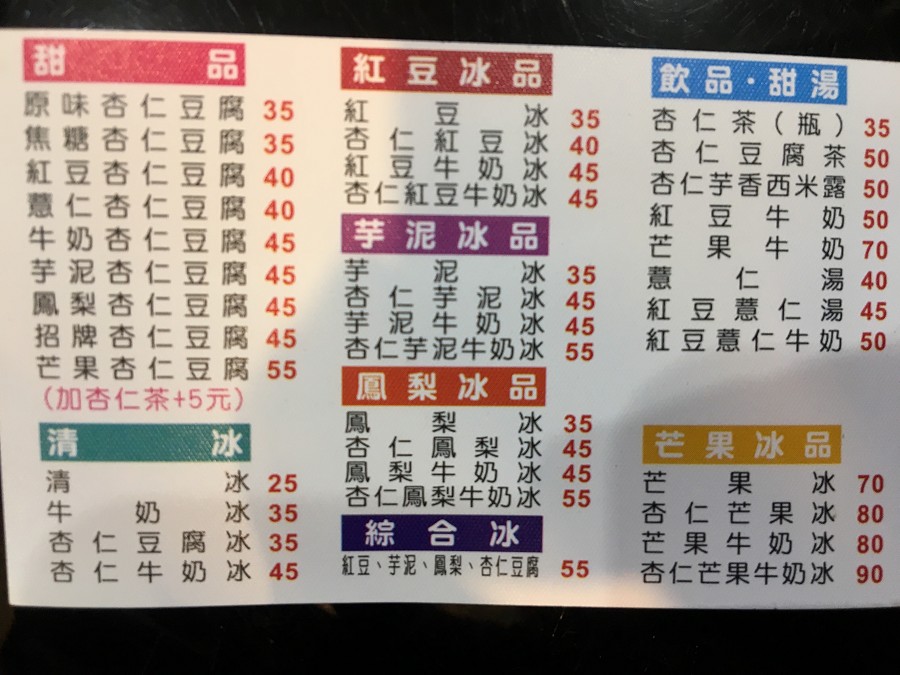 甜品
原味杏仁豆腐 35
焦糖杏仁豆腐 35
紅豆杏仁豆腐 40
薏仁杏仁豆腐 40
牛奶杏仁豆腐 45
芋泥杏仁豆腐 45
鳳梨杏仁豆腐 45
招牌杏仁豆腐 45
芒果杏仁豆腐 55
(加杏仁茶+5元)
清冰
清冰 25
牛奶冰 35
杏仁豆腐冰 35
杏仁牛奶冰 45
紅豆冰品
紅豆冰 35
杏仁紅豆冰 40
紅豆牛奶冰 45
杏仁紅豆牛奶冰 45
芋泥冰品
芋泥冰 35
杏仁芋泥冰 45
芋泥牛奶冰 45
杏仁芋泥牛奶冰 55
鳳梨冰品
鳳梨冰 35
杏仁鳳梨冰 45
鳳梨牛奶冰 45
杏仁鳳梨牛奶冰 55
綜合冰
紅豆、芋泥、鳳梨、杏仁豆腐 55
飲品·甜湯
杏仁茶(瓶) 35
杏仁豆腐茶 50
杏仁芋香西米露 50
紅豆牛奶 50
芒果牛奶 70
薏仁湯 40
紅豆薏仁湯 45
紅豆薏仁牛奶 50
芒果冰品
芒果冰 70
杏仁芒果冰 80
芒果牛奶冰 80
杏仁芒果牛奶冰 90